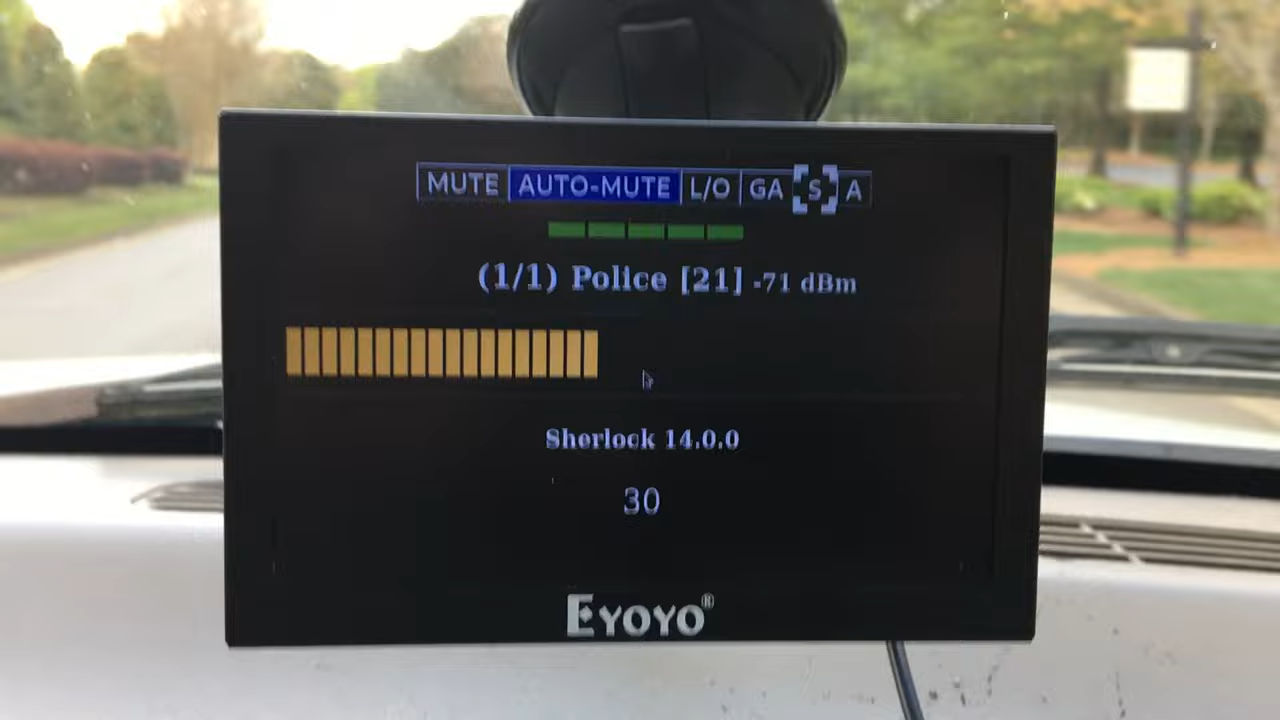 MUTE AUTO-MUTE L/O GA [S] A
(1/1) Police [21] -71 dBm
Sherlock 14.0.0
30
EYOYO®